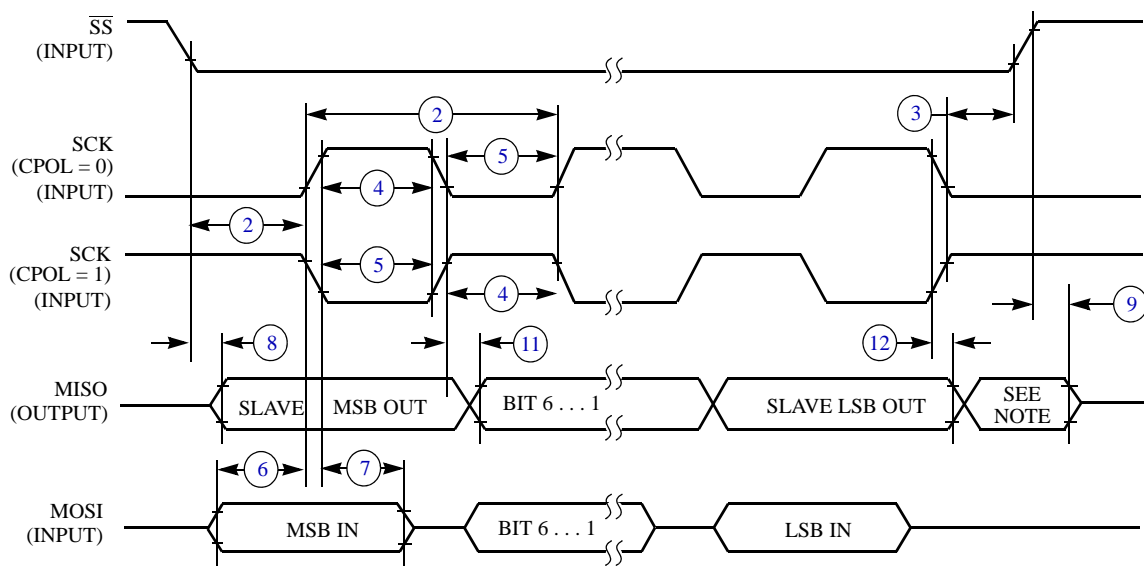 SS
(INPUT)
3
2
SCK
(CPOL = 0)
(INPUT)
5
4
2
SCK
(CPOL = 1)
(INPUT)
5
4
9
8
11
12
MISO
(OUTPUT)
SLAVE MSB OUT
BIT 6 . . . 1
SLAVE LSB OUT
SEE
NOTE
6
7
MOSI
(INPUT)
MSB IN
BIT 6 . . . 1
LSB IN